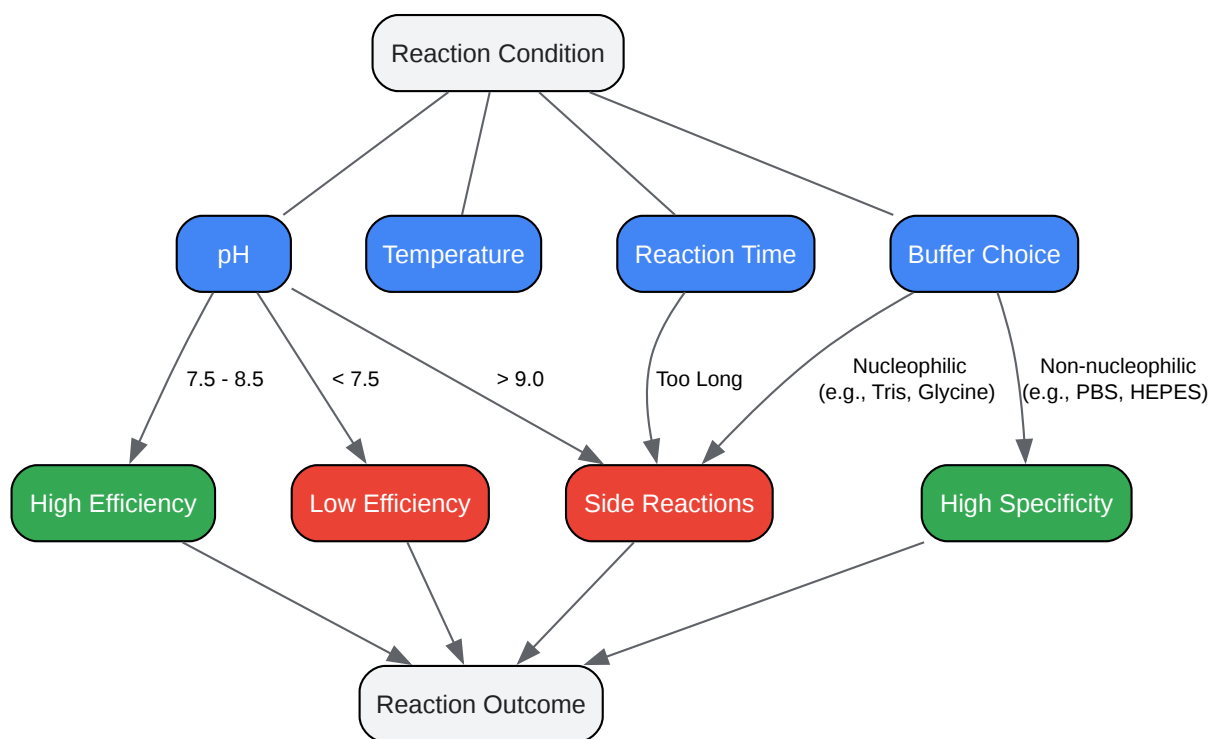 Reaction Condition
pH
Temperature
Reaction Time
Buffer Choice
7.5 - 8.5
< 7.5
> 9.0
Too Long
Nucleophilic
(e.g., Tris, Glycine)
Non-nucleophilic
(e.g., PBS, HEPES)
High Efficiency
Low Efficiency
Side Reactions
High Specificity
Reaction Outcome